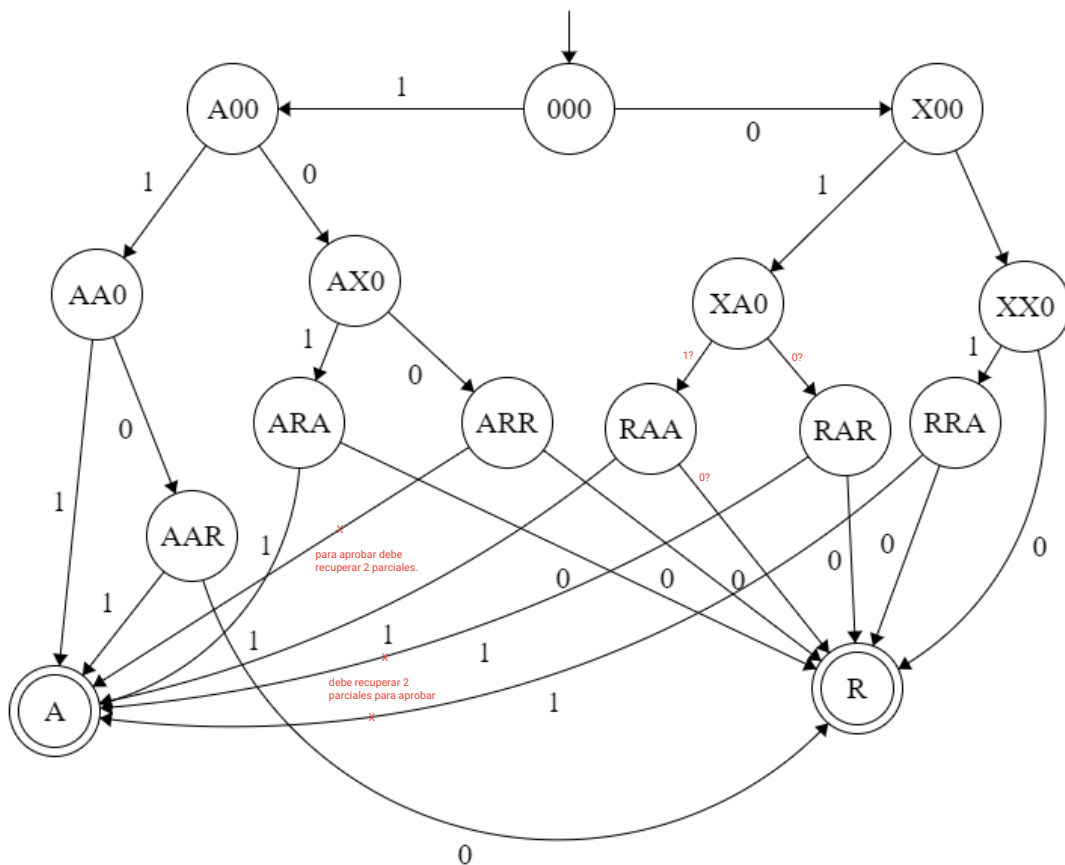 1
A00
000
X00
0
1
0
1
AA0
AX0
XA0
XX0
1
0
1?
0?
1
0
ARA
ARR
RAA
RAR
RRA
0?
1
AAR
x
para aprobar debe
recuperar 2 parciales.
1
0
0
0
0
0
0
1
1
1
1
x
debe recuperar 2
parciales para aprobar
x
1
A
R
0